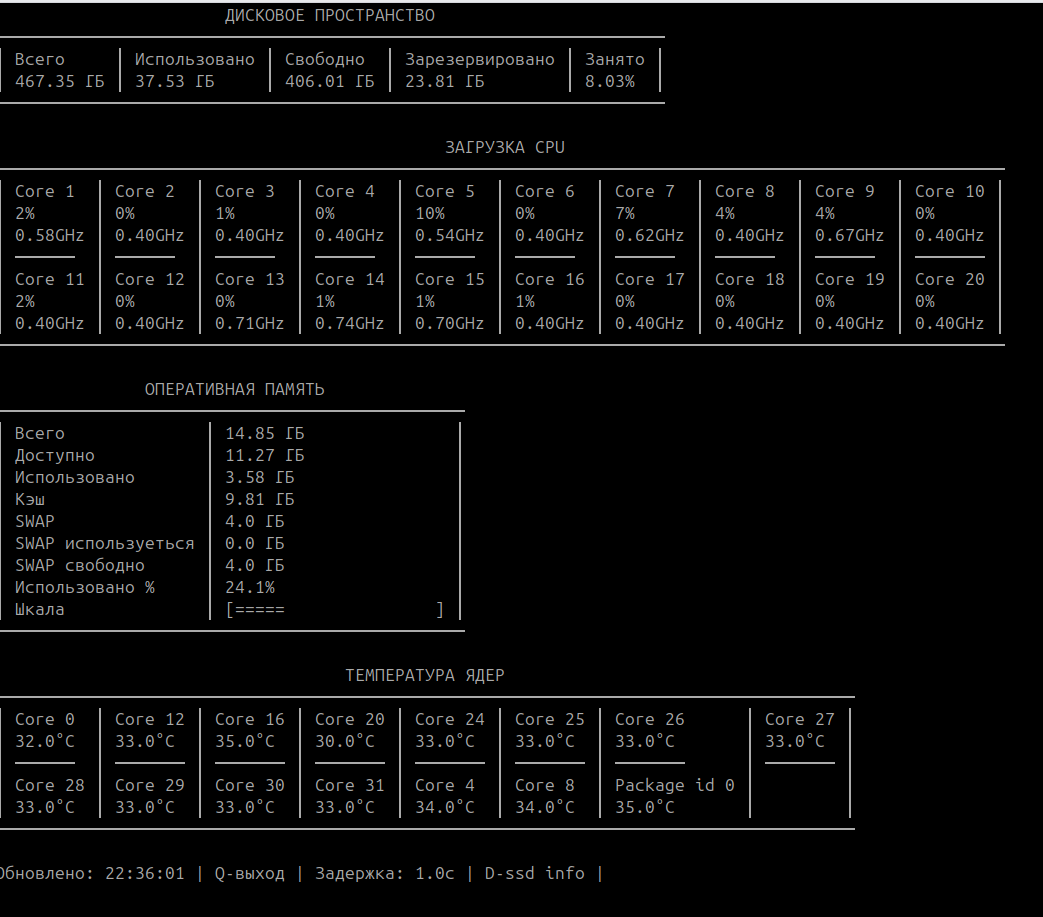 ДИСКОВОЕ ПРОСТРАНСТВО
Всего Использовано Свободно Зарезервировано Занято
467.35 ГБ 37.53 ГБ 406.01 ГБ 23.81 ГБ 8.03%
ЗАГРУЗКА CPU
Core 1 Core 2 Core 3 Core 4 Core 5 Core 6 Core 7 Core 8 Core 9 Core 10
2% 0% 1% 0% 10% 0% 7% 4% 4% 0%
0.58GHz 0.40GHz 0.40GHz 0.40GHz 0.54GHz 0.40GHz 0.62GHz 0.40GHz 0.67GHz 0.40GHz
Core 11 Core 12 Core 13 Core 14 Core 15 Core 16 Core 17 Core 18 Core 19 Core 20
2% 0% 0% 1% 1% 1% 0% 0% 0% 0%
0.40GHz 0.40GHz 0.71GHz 0.74GHz 0.70GHz 0.40GHz 0.40GHz 0.40GHz 0.40GHz 0.40GHz
ОПЕРАТИВНАЯ ПАМЯТЬ
Всего 14.85 ГБ
Доступно 11.27 ГБ
Использовано 3.58 ГБ
Кэш 9.81 ГБ
SWAP 4.0 ГБ
SWAP используеться 0.0 ГБ
SWAP свободно 4.0 ГБ
Использовано % 24.1%
Шкала [===== ]
ТЕМПЕРАТУРА ЯДЕР
Core 0 Core 12 Core 16 Core 20 Core 24 Core 25 Core 26 Core 27
32.0°C 33.0°C 35.0°C 30.0°C 33.0°C 33.0°C 33.0°C 33.0°C
Core 28 Core 29 Core 30 Core 31 Core 4 Core 8 Package id 0
33.0°C 33.0°C 33.0°C 33.0°C 34.0°C 34.0°C 35.0°C
Обновлено: 22:36:01 | Q-выход | Задержка: 1.0с | D-ssd info |